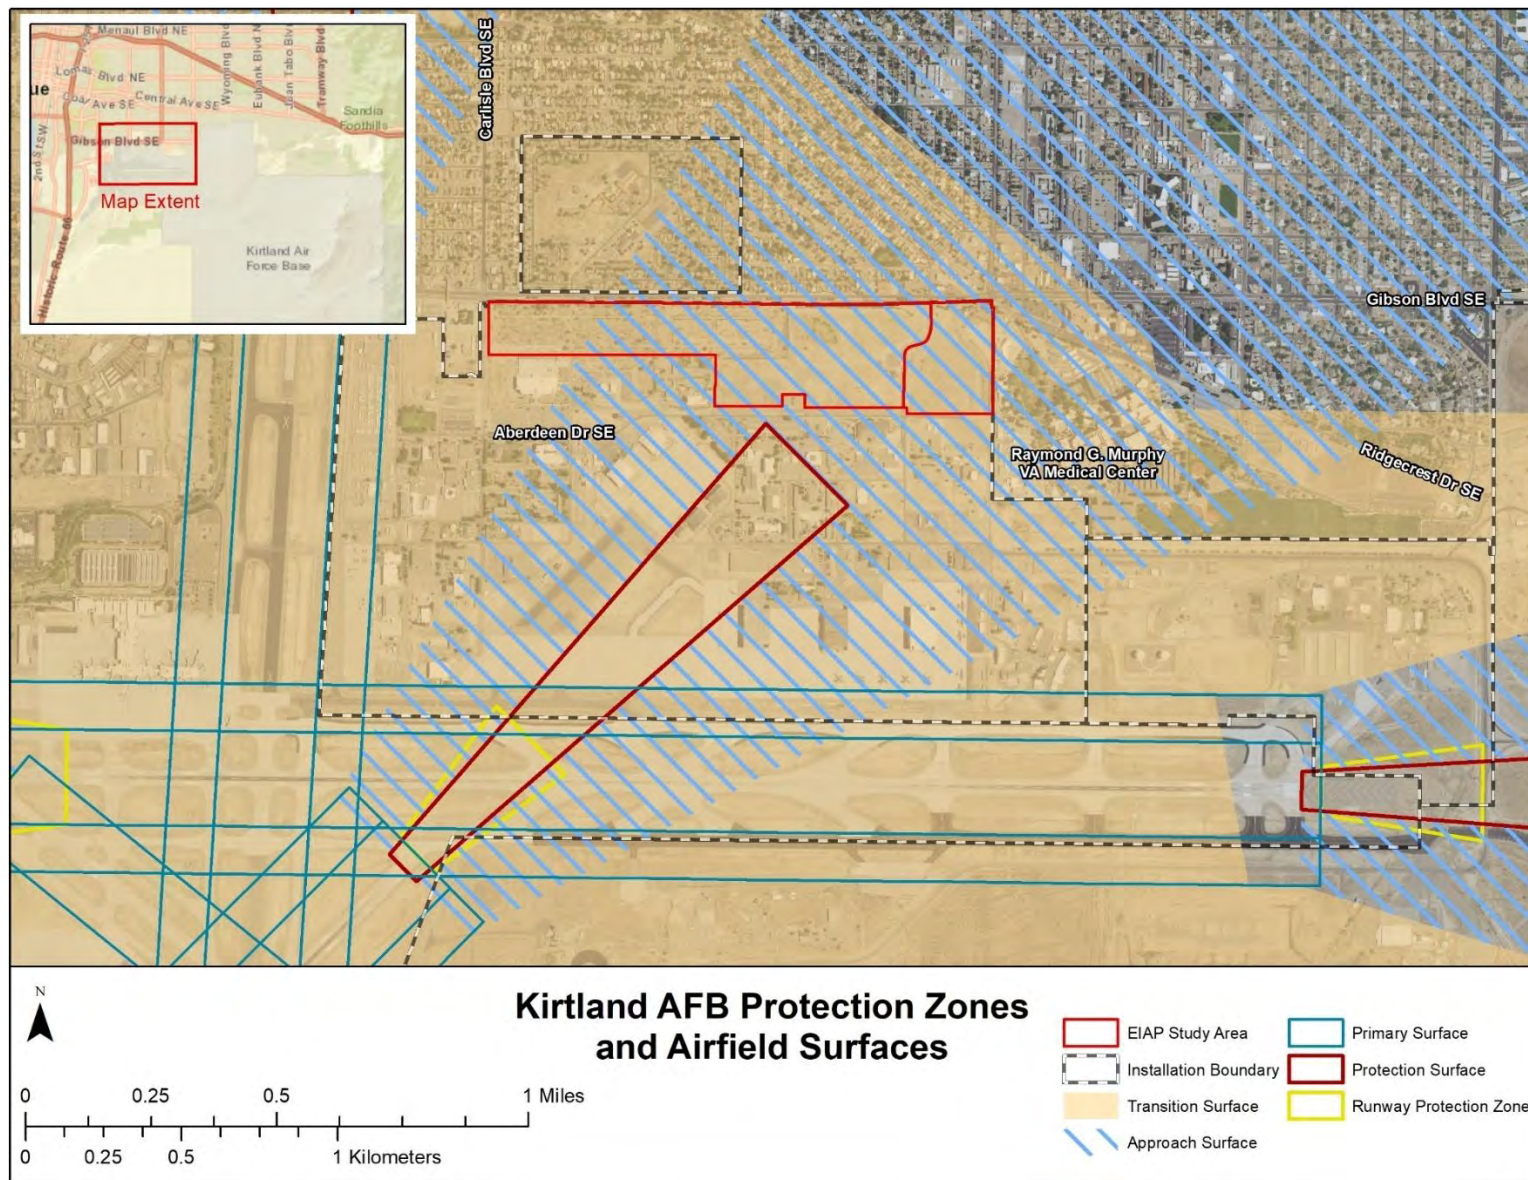 Menaul Blvd NE
Lomas Blvd NE
Coal Ave SE
Central Ave SE
Wyoming Blvd
Eubank Blvd N
Juan Tabo Blv
Tramway Blvd
ue
Sandia
Foothills
2nd St SW
Gibson Blvd SE
Map Extent
Kirtland Air
Force Base
Historic Route 66
Carlisle Blvd SE
Gibson Blvd SE
Aberdeen Dr SE
Raymond G. Murphy
VA Medical Center
Ridgecrest Dr SE
N
Kirtland AFB Protection Zones
and Airfield Surfaces
0 0.25 0.5 1 Miles
0 0.25 0.5 1 Kilometers
EIAP Study Area
Installation Boundary
Transition Surface
Approach Surface
Primary Surface
Protection Surface
Runway Protection Zone